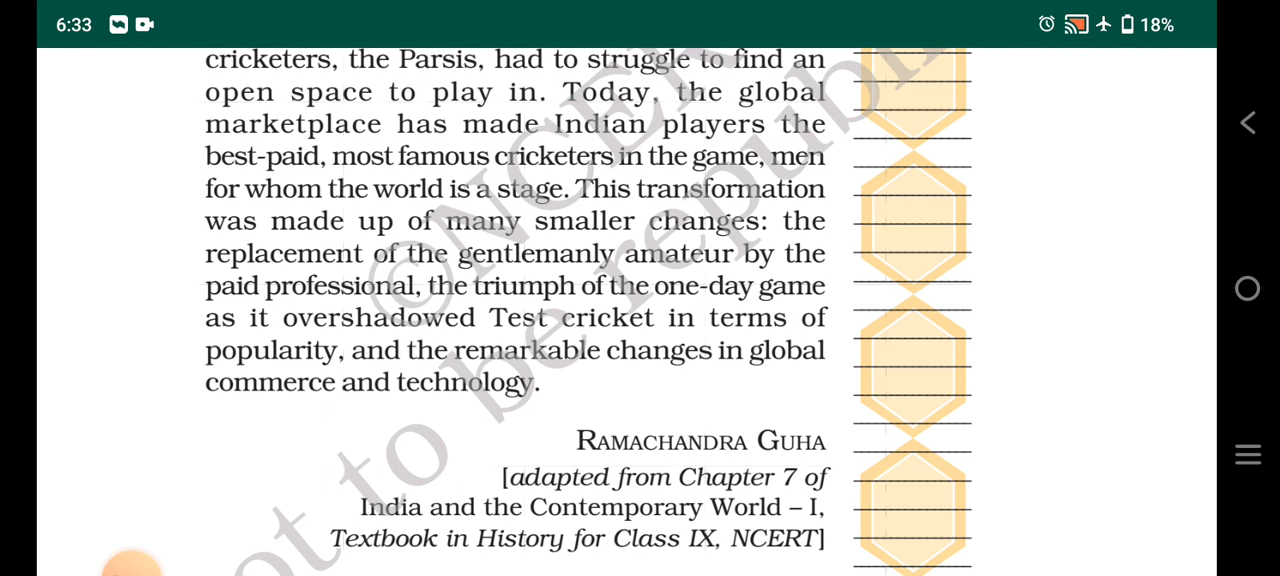 6:33
18%
cricketers, the Parsis, had to struggle to find an
open space to play in. Today, the global
marketplace has made Indian players the
best-paid, most famous cricketers in the game, men
for whom the world is a stage. This transformation
was made up of many smaller changes: the
replacement of the gentlemanly amateur by the
paid professional, the triumph of the one-day game
as it overshadowed Test cricket in terms of
popularity, and the remarkable changes in global
commerce and technology.
RAMACHANDRA GUHA
[adapted from Chapter 7 of
India and the Contemporary World – I,
Textbook in History for Class IX, NCERT]
©NCER
not to be republi